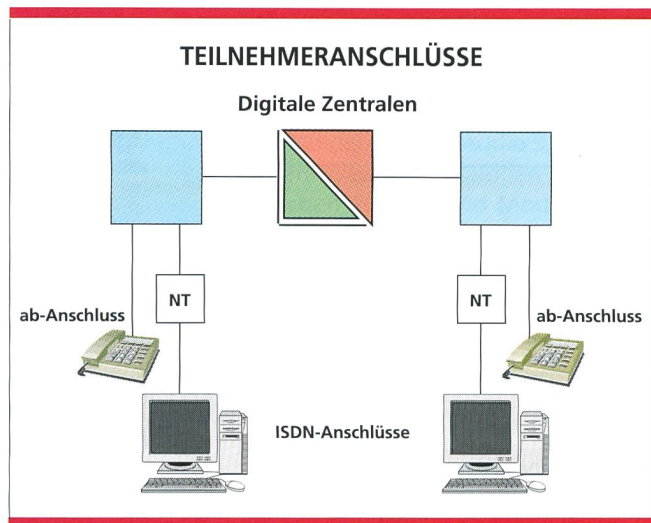 TEILNEHMERANSCHLÜSSE
Digitale Zentralen
NT
NT
ab-Anschluss
ab-Anschluss
ISDN-Anschlüsse